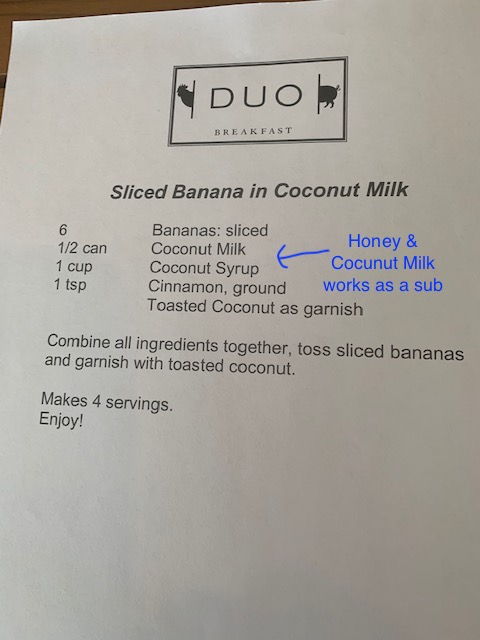 DUO
BREAKFAST
Sliced Banana in Coconut Milk
6 Bananas: sliced
1/2 can Coconut Milk
1 cup Coconut Syrup
1 tsp Cinnamon, ground
Toasted Coconut as garnish
Honey &
Cocunut Milk
works as a sub
Combine all ingredients together, toss sliced bananas
and garnish with toasted coconut.
Makes 4 servings.
Enjoy!